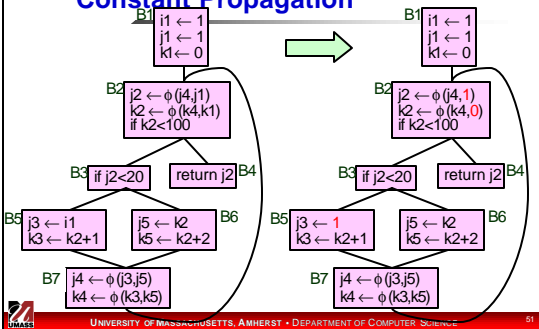 Constant Propagation
B1
i1 ← 1
j1 ← 1
k1← 0
B2
j2 ← ϕ (j4,j1)
k2 ← ϕ (k4,k1)
if k2<100
B3
if j2<20
return j2
B4
B5
j3 ← i1
k3 ← k2+1
j5 ← k2
k5 ← k2+2
B6
B7
j4 ← ϕ (j3,j5)
k4 ← ϕ (k3,k5)
B1
i1 ← 1
j1 ← 1
k1← 0
B2
j2 ← ϕ (j4,1)
k2 ← ϕ (k4,0)
if k2<100
B3
if j2<20
return j2
B4
B5
j3 ← 1
k3 ← k2+1
j5 ← k2
k5 ← k2+2
B6
B7
j4 ← ϕ (j3,j5)
k4 ← ϕ (k3,k5)
UMASS
UNIVERSITY OF MASSACHUSETTS, AMHERST • DEPARTMENT OF COMPUTER SCIENCE
51